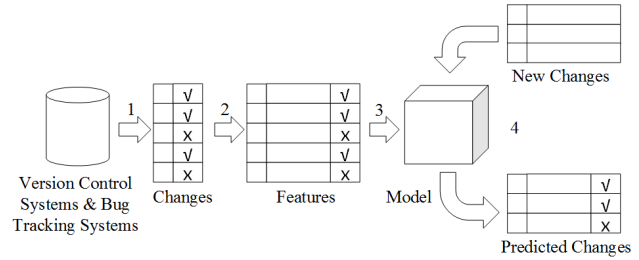 1
2
3
4
√
√
X
√
X
√
√
X
√
X
New Changes
Version Control
Systems & Bug
Tracking Systems
Changes
Features
Model
√
√
X
Predicted Changes